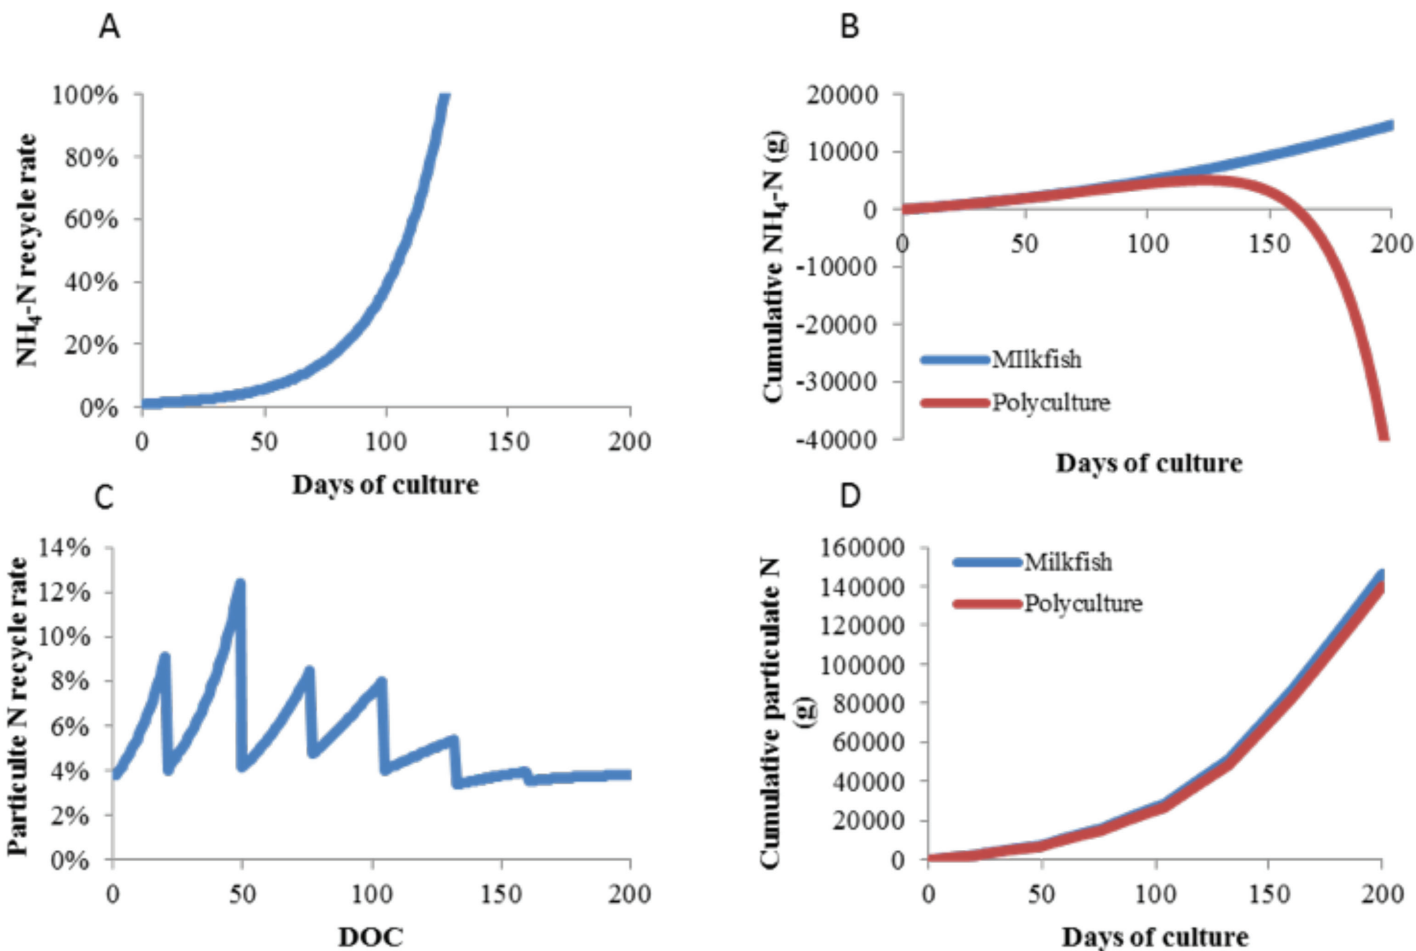 A
NH₄-N recycle rate
100%
80%
60%
40%
20%
0%
0 50 100 150 200
Days of culture
B
Cumulative NH₄-N (g)
20000
10000
0
-10000
-20000
-30000
-40000
0 50 100 150 200
MIlkfish
Polyculture
Days of culture
C
Particulte N recycle rate
14%
12%
10%
8%
6%
4%
2%
0%
0 50 100 150 200
DOC
D
Cumulative particulate N
(g)
160000
140000
120000
100000
80000
60000
40000
20000
0
0 50 100 150 200
Milkfish
Polyculture
Days of culture